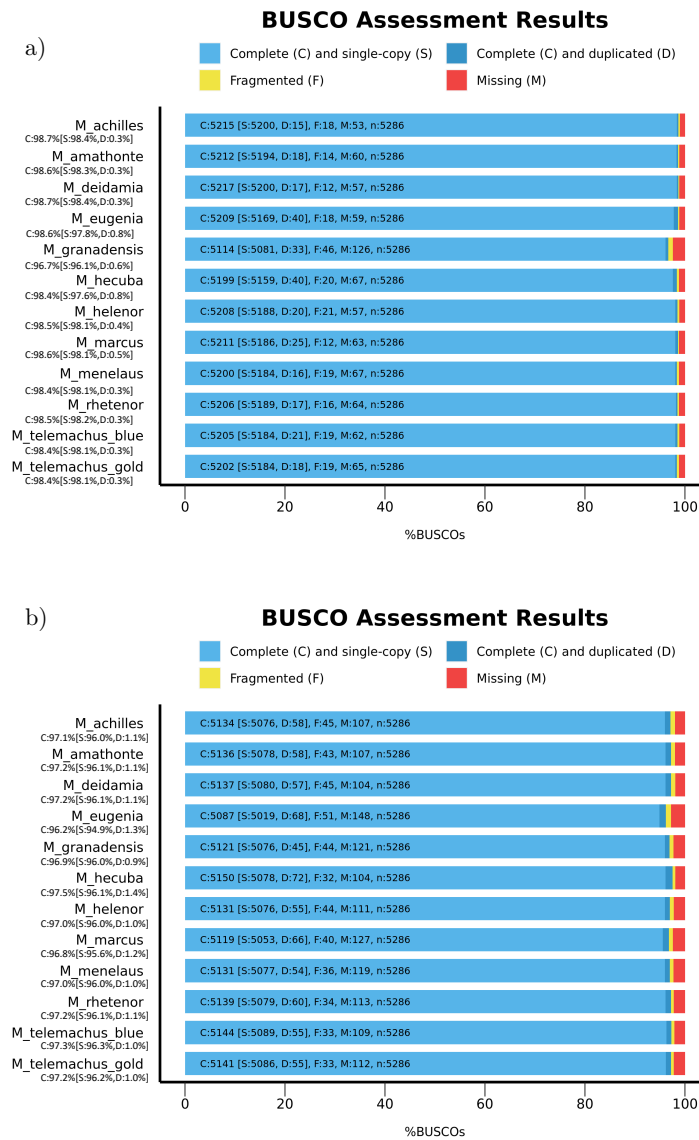 BUSCO Assessment Results
a)
Complete (C) and single-copy (S) Complete (C) and duplicated (D)
Fragmented (F) Missing (M)
M_achilles C:5215 [S:5200, D:15], F:18, M:53, n:5286
C:98.7%[S:98.4%,D:0.3%]
M_amathonte C:5212 [S:5194, D:18], F:14, M:60, n:5286
C:98.6%[S:98.3%,D:0.3%]
M_deidamia C:5217 [S:5200, D:17], F:12, M:57, n:5286
C:98.7%[S:98.4%,D:0.3%]
M_eugenia C:5209 [S:5169, D:40], F:18, M:59, n:5286
C:98.6%[S:97.8%,D:0.8%]
M_granadensis C:5114 [S:5081, D:33], F:46, M:126, n:5286
C:96.7%[S:96.1%,D:0.6%]
M_hecuba C:5199 [S:5159, D:40], F:20, M:67, n:5286
C:98.4%[S:97.6%,D:0.8%]
M_helenor C:5208 [S:5188, D:20], F:21, M:57, n:5286
C:98.5%[S:98.1%,D:0.4%]
M_marcus C:5211 [S:5186, D:25], F:12, M:63, n:5286
C:98.6%[S:98.1%,D:0.5%]
M_menelaus C:5200 [S:5184, D:16], F:19, M:67, n:5286
C:98.4%[S:98.1%,D:0.3%]
M_rhetenor C:5206 [S:5189, D:17], F:16, M:64, n:5286
C:98.5%[S:98.2%,D:0.3%]
M_telemachus_blue C:5205 [S:5184, D:21], F:19, M:62, n:5286
C:98.4%[S:98.1%,D:0.3%]
M_telemachus_gold C:5202 [S:5184, D:18], F:19, M:65, n:5286
C:98.4%[S:98.1%,D:0.3%]
0 20 40 60 80 100
%BUSCOs
BUSCO Assessment Results
b)
Complete (C) and single-copy (S) Complete (C) and duplicated (D)
Fragmented (F) Missing (M)
M_achilles C:5134 [S:5076, D:58], F:45, M:107, n:5286
C:97.1%[S:96.0%,D:1.1%]
M_amathonte C:5136 [S:5078, D:58], F:43, M:107, n:5286
C:97.2%[S:96.1%,D:1.1%]
M_deidamia C:5137 [S:5080, D:57], F:45, M:104, n:5286
C:97.2%[S:96.1%,D:1.1%]
M_eugenia C:5087 [S:5019, D:68], F:51, M:148, n:5286
C:96.2%[S:94.9%,D:1.3%]
M_granadensis C:5121 [S:5076, D:45], F:44, M:121, n:5286
C:96.9%[S:96.0%,D:0.9%]
M_hecuba C:5150 [S:5078, D:72], F:32, M:104, n:5286
C:97.5%[S:96.1%,D:1.4%]
M_helenor C:5131 [S:5076, D:55], F:44, M:111, n:5286
C:97.0%[S:96.0%,D:1.0%]
M_marcus C:5119 [S:5053, D:66], F:40, M:127, n:5286
C:96.8%[S:95.6%,D:1.2%]
M_menelaus C:5131 [S:5077, D:54], F:36, M:119, n:5286
C:97.0%[S:96.0%,D:1.0%]
M_rhetenor C:5139 [S:5079, D:60], F:34, M:113, n:5286
C:97.2%[S:96.1%,D:1.1%]
M_telemachus_blue C:5144 [S:5089, D:55], F:33, M:109, n:5286
C:97.3%[S:96.3%,D:1.0%]
M_telemachus_gold C:5141 [S:5086, D:55], F:33, M:112, n:5286
C:97.2%[S:96.2%,D:1.0%]
0 20 40 60 80 100
%BUSCOs